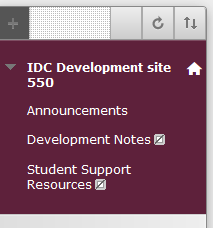 IDC Development site
550
Announcements
Development Notes
Student Support
Resources